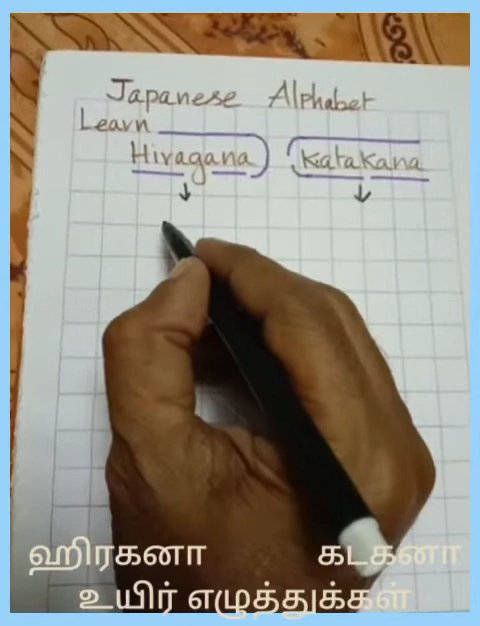 Japanese Alphabet
Learn
Hiragana Katakana
ஹிரகனா கடகனா
உயிர் எழுத்துக்கள்